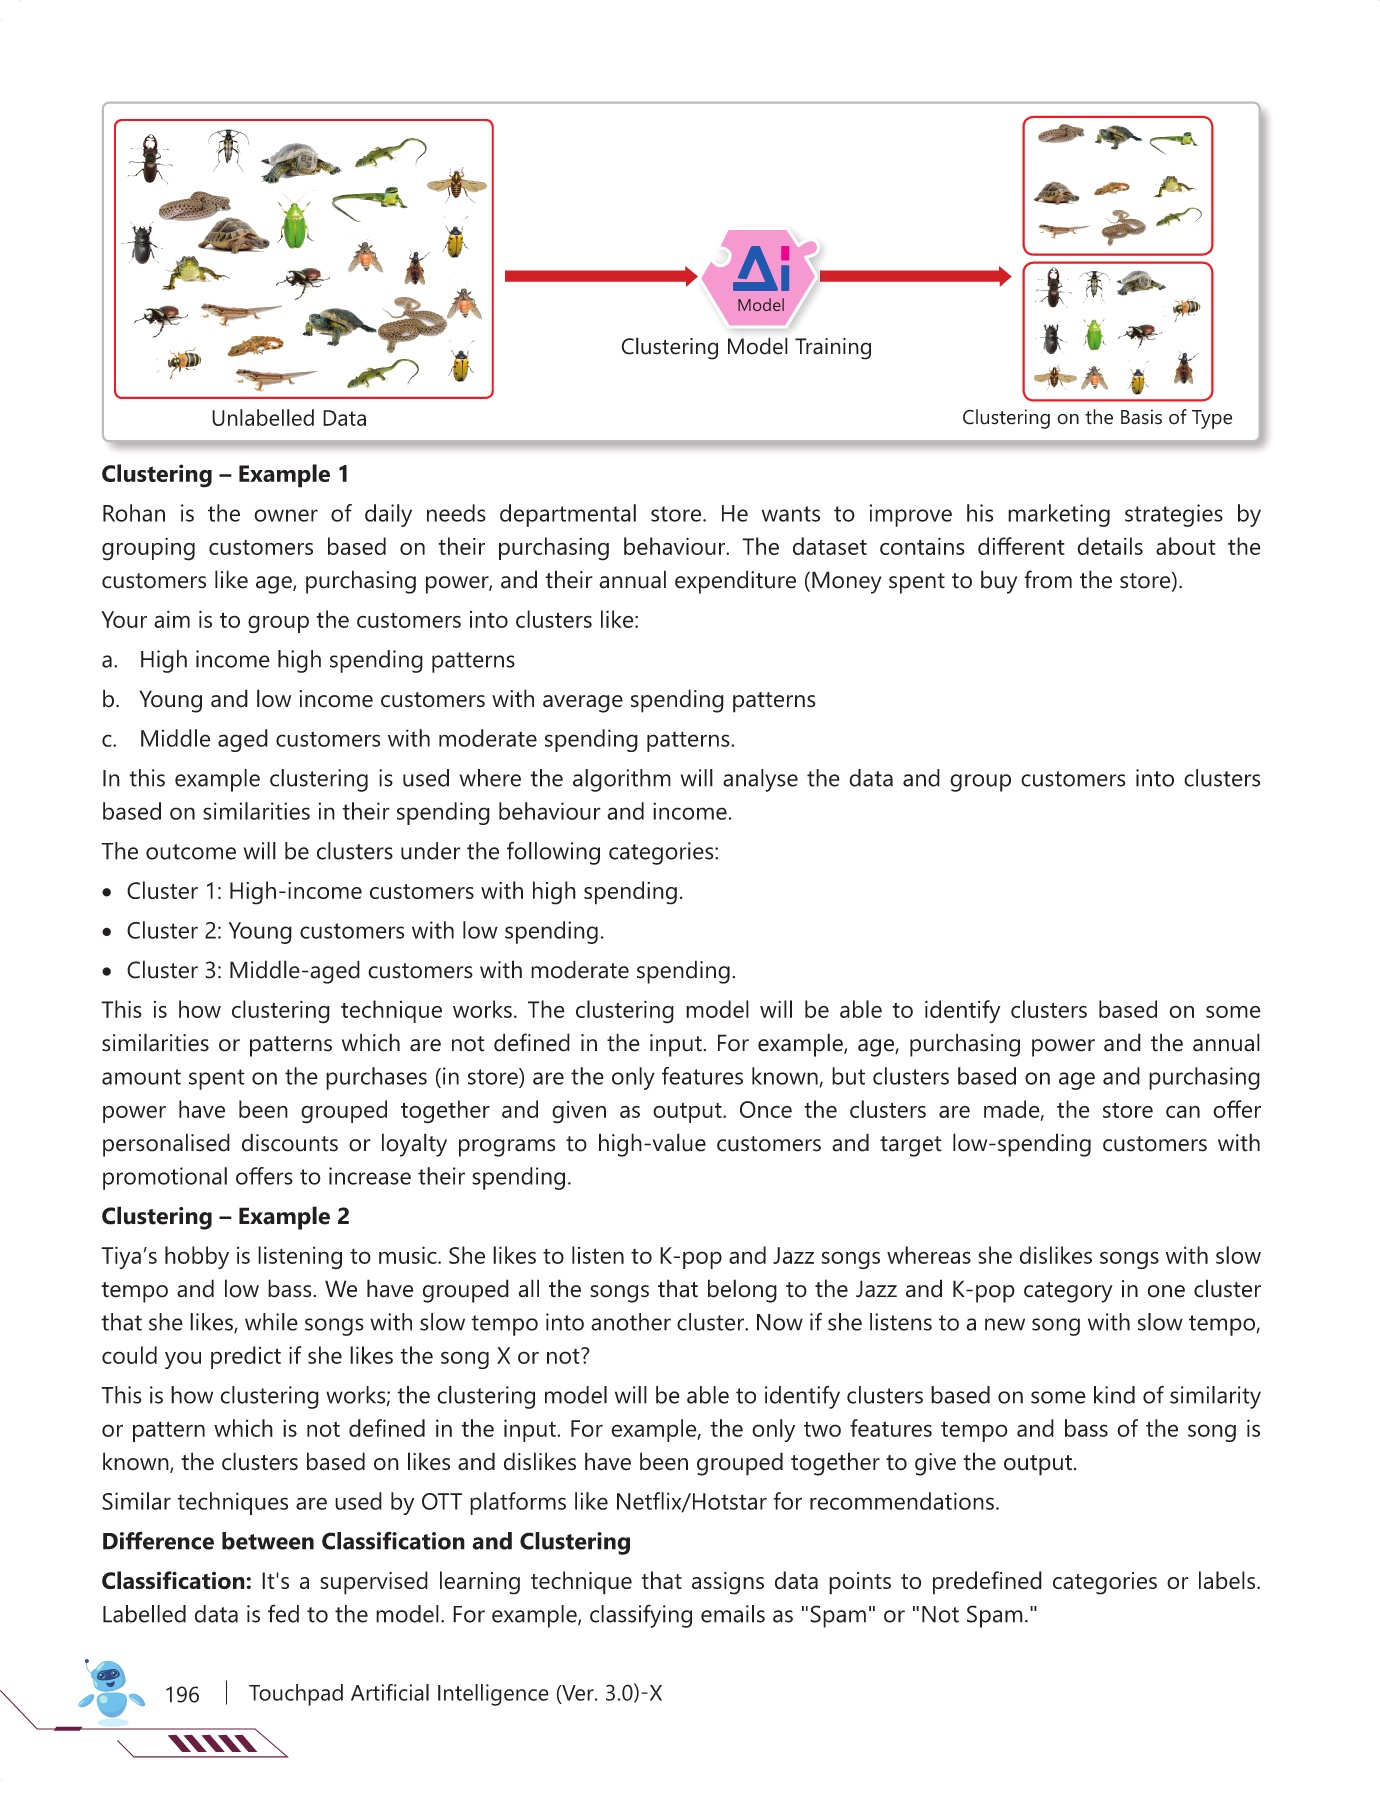 Ai
Model
Clustering Model Training
Unlabelled Data
Clustering on the Basis of Type
Clustering – Example 1
Rohan is the owner of daily needs departmental store. He wants to improve his marketing strategies by
grouping customers based on their purchasing behaviour. The dataset contains different details about the
customers like age, purchasing power, and their annual expenditure (Money spent to buy from the store).
Your aim is to group the customers into clusters like:
a. High income high spending patterns
b. Young and low income customers with average spending patterns
c. Middle aged customers with moderate spending patterns.
In this example clustering is used where the algorithm will analyse the data and group customers into clusters
based on similarities in their spending behaviour and income.
The outcome will be clusters under the following categories:
• Cluster 1: High-income customers with high spending.
• Cluster 2: Young customers with low spending.
• Cluster 3: Middle-aged customers with moderate spending.
This is how clustering technique works. The clustering model will be able to identify clusters based on some
similarities or patterns which are not defined in the input. For example, age, purchasing power and the annual
amount spent on the purchases (in store) are the only features known, but clusters based on age and purchasing
power have been grouped together and given as output. Once the clusters are made, the store can offer
personalised discounts or loyalty programs to high-value customers and target low-spending customers with
promotional offers to increase their spending.
Clustering – Example 2
Tiya’s hobby is listening to music. She likes to listen to K-pop and Jazz songs whereas she dislikes songs with slow
tempo and low bass. We have grouped all the songs that belong to the Jazz and K-pop category in one cluster
that she likes, while songs with slow tempo into another cluster. Now if she listens to a new song with slow tempo,
could you predict if she likes the song X or not?
This is how clustering works; the clustering model will be able to identify clusters based on some kind of similarity
or pattern which is not defined in the input. For example, the only two features tempo and bass of the song is
known, the clusters based on likes and dislikes have been grouped together to give the output.
Similar techniques are used by OTT platforms like Netflix/Hotstar for recommendations.
Difference between Classification and Clustering
Classification: It's a supervised learning technique that assigns data points to predefined categories or labels.
Labelled data is fed to the model. For example, classifying emails as "Spam" or "Not Spam."
196 | Touchpad Artificial Intelligence (Ver. 3.0)-X